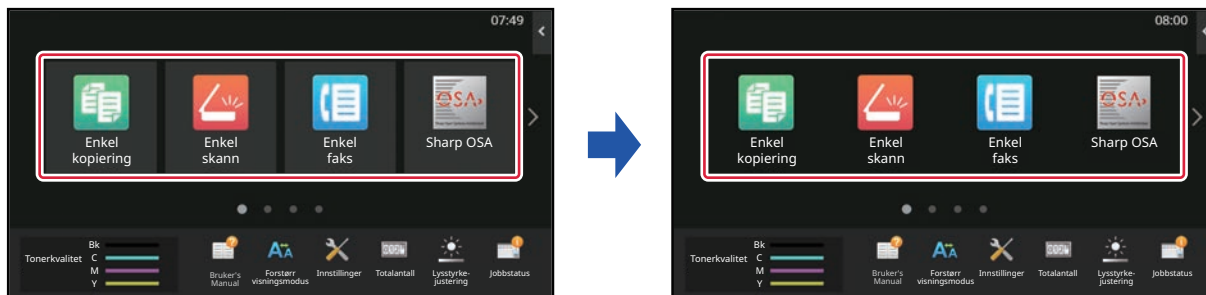 07:49
Enkel
kopiering
Enkel
skann
Enkel
faks
OSA
Sharp OSA
Tonerkvalitet
Bk
C
M
Y
Bruker's
Manual
Forstørr
visningsmodus
Innstillinger
Totalantall
Lysstyrke-
justering
Jobbstatus
08:00
Enkel
kopiering
Enkel
skann
Enkel
faks
OSA
Sharp OSA
Tonerkvalitet
Bk
C
M
Y
Bruker's
Manual
Forstørr
visningsmodus
Innstillinger
Totalantall
Lysstyrke-
justering
Jobbstatus